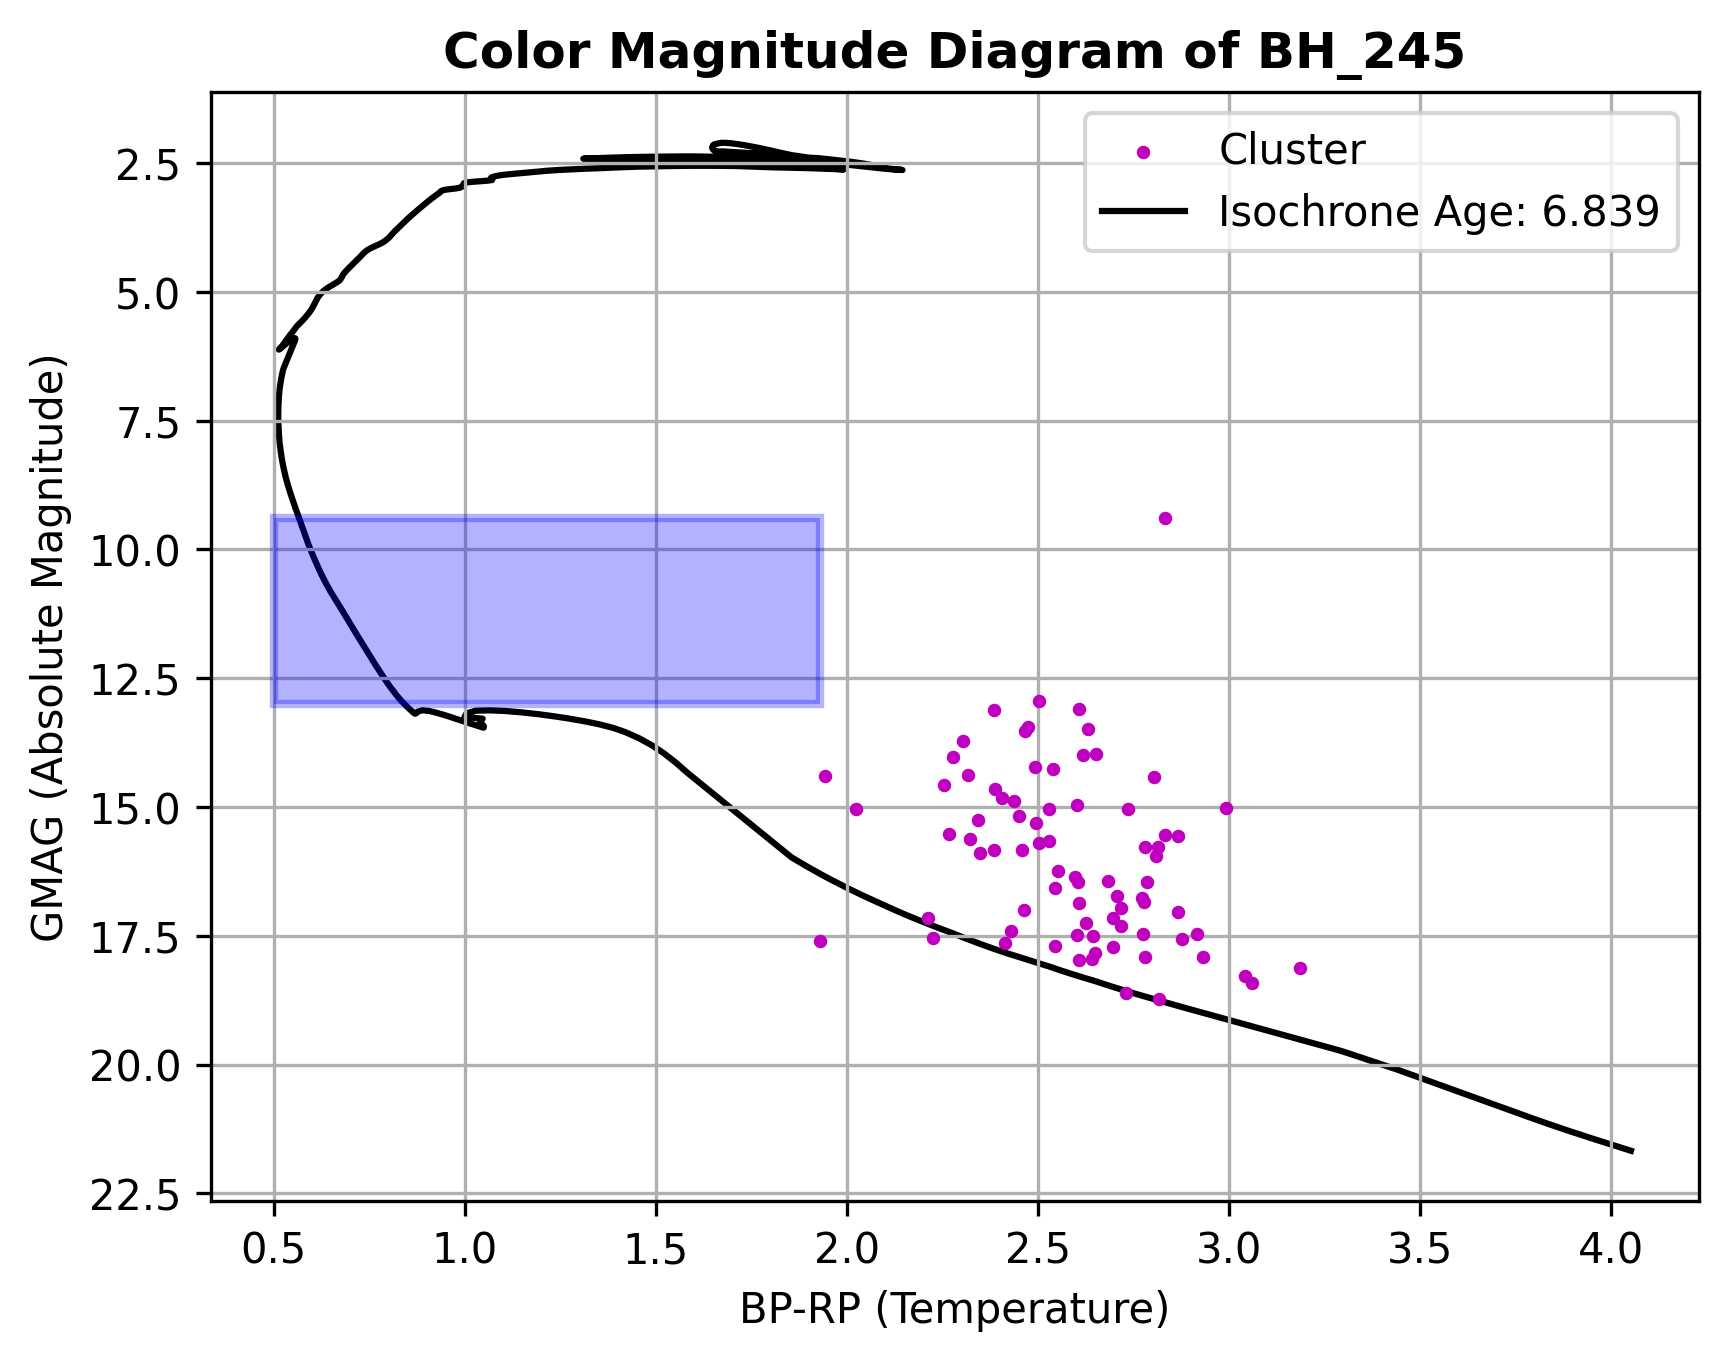 Color Magnitude Diagram of BH_245
Cluster
Isochrone Age: 6.839
GMAG (Absolute Magnitude)
2.5
5.0
7.5
10.0
12.5
15.0
17.5
20.0
22.5
0.5 1.0 1.5 2.0 2.5 3.0 3.5 4.0
BP-RP (Temperature)